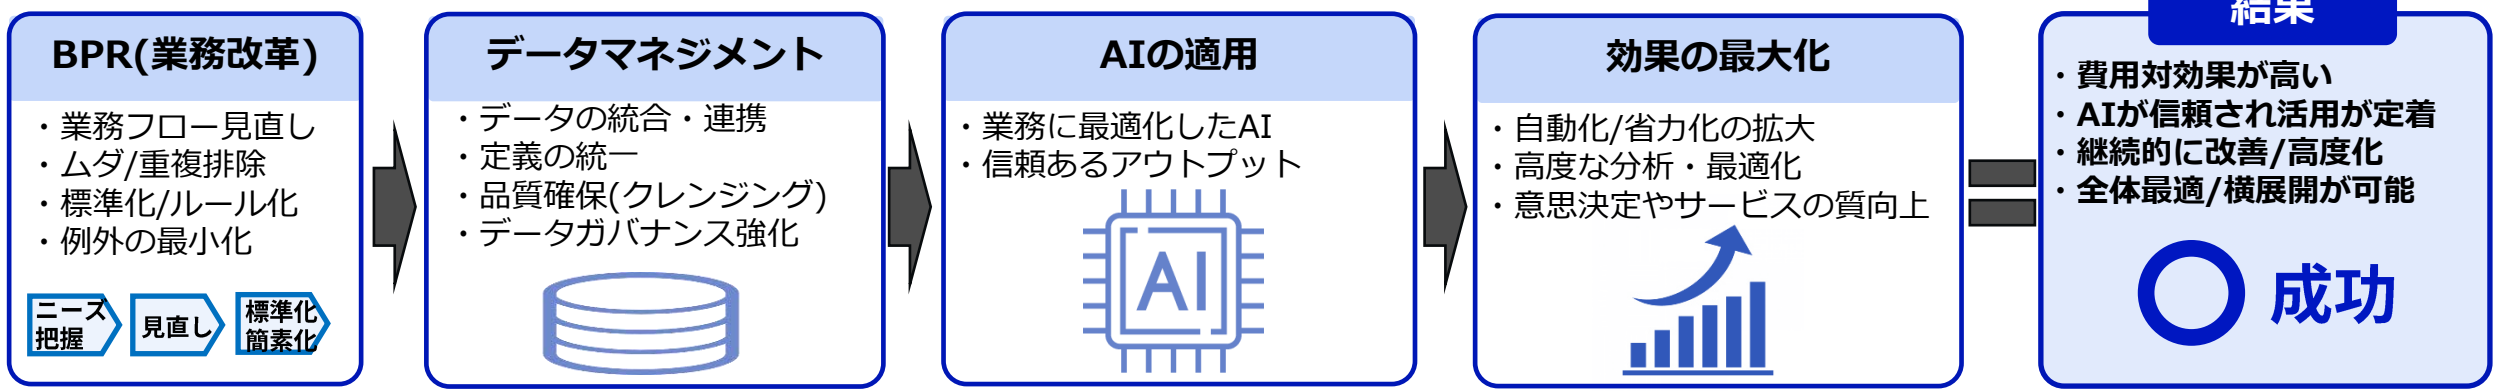 BPR(業務改革)
・業務フロー見直し
・ムダ/重複排除
・標準化/ルール化
・例外の最小化
ニーズ
把握
見直し
標準化
簡素化
データマネジメント
・データの統合・連携
・定義の統一
・品質確保(クレンジング)
・データガバナンス強化
AIの適用
・業務に最適化したAI
・信頼あるアウトプット
AI
効果の最大化
・自動化/省力化の拡大
・高度な分析・最適化
・意思決定やサービスの質向上
結果
・費用対効果が高い
・AIが信頼され活用が定着
・継続的に改善/高度化
・全体最適/横展開が可能
成功